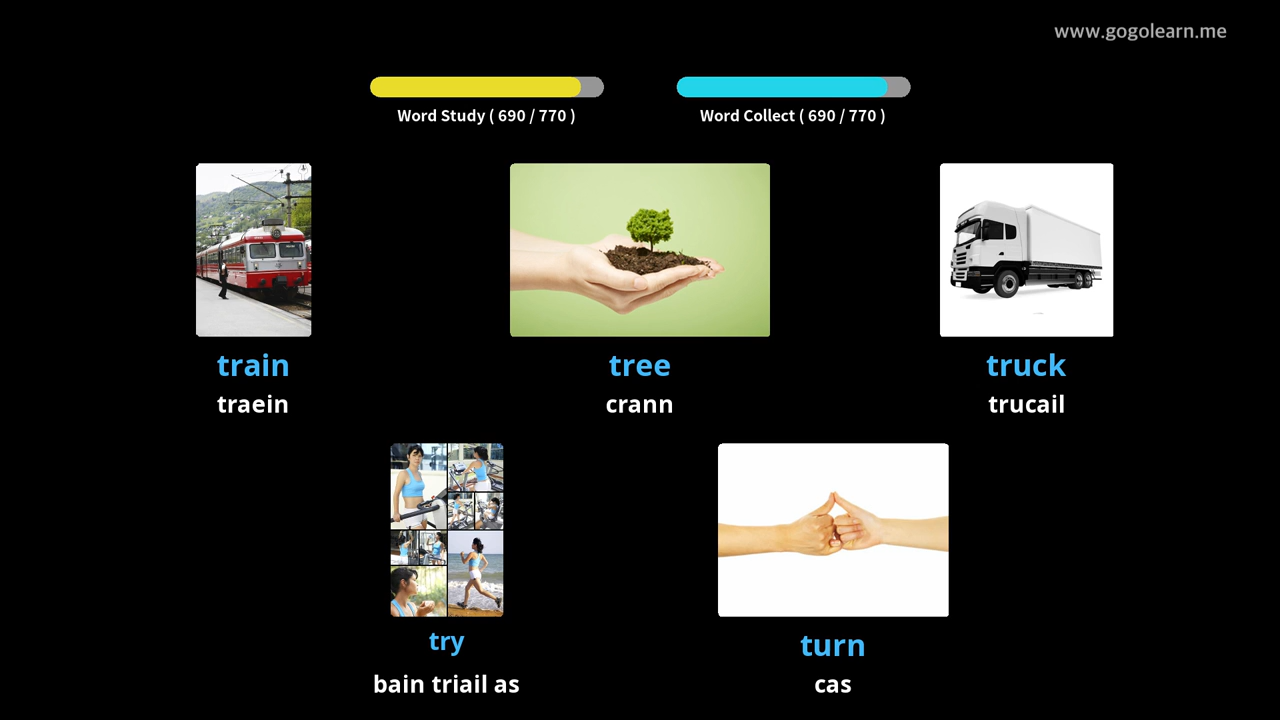 www.gogolearn.me
Word Study ( 690 / 770 )
Word Collect ( 690 / 770 )
train
traein
tree
crann
truck
trucail
try
bain triail as
turn
cas